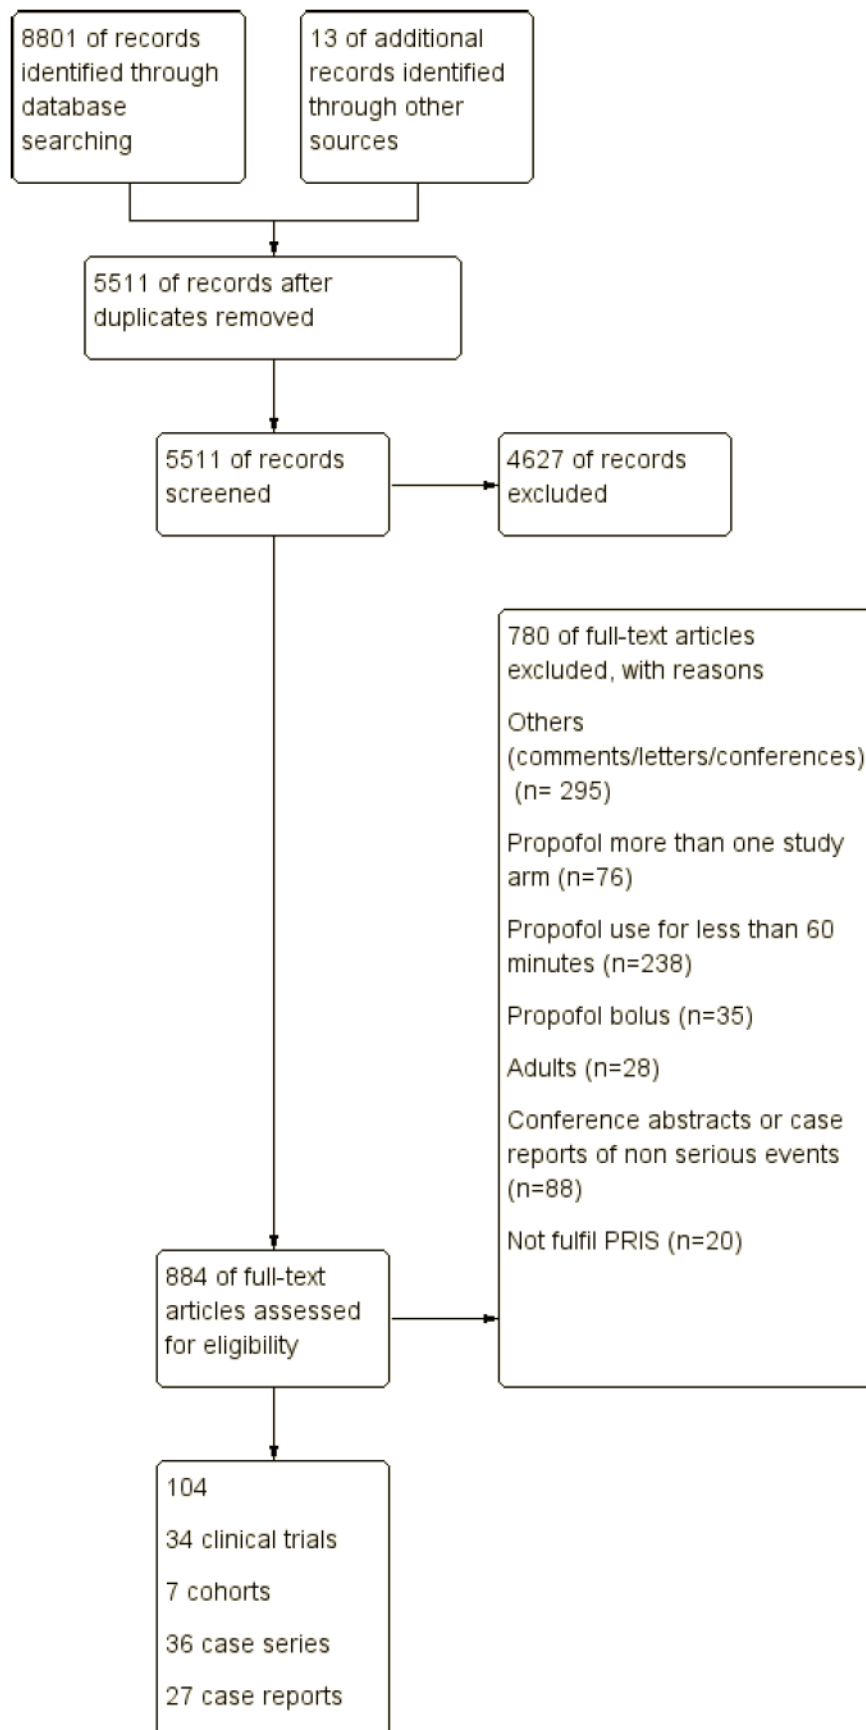 8801 of records
identified through
database
searching
13 of additional
records identified
through other
sources
5511 of records after
duplicates removed
5511 of records
screened
4627 of records
excluded
780 of full-text articles
excluded, with reasons
Others
(comments/letters/conferences)
(n= 295)
Propofol more than one study
arm (n=76)
Propofol use for less than 60
minutes (n=238)
Propofol bolus (n=35)
Adults (n=28)
Conference abstracts or case
reports of non serious events
(n=88)
Not fulfil PRIS (n=20)
884 of full-text
articles assessed
for eligibility
104
34 clinical trials
7 cohorts
36 case series
27 case reports